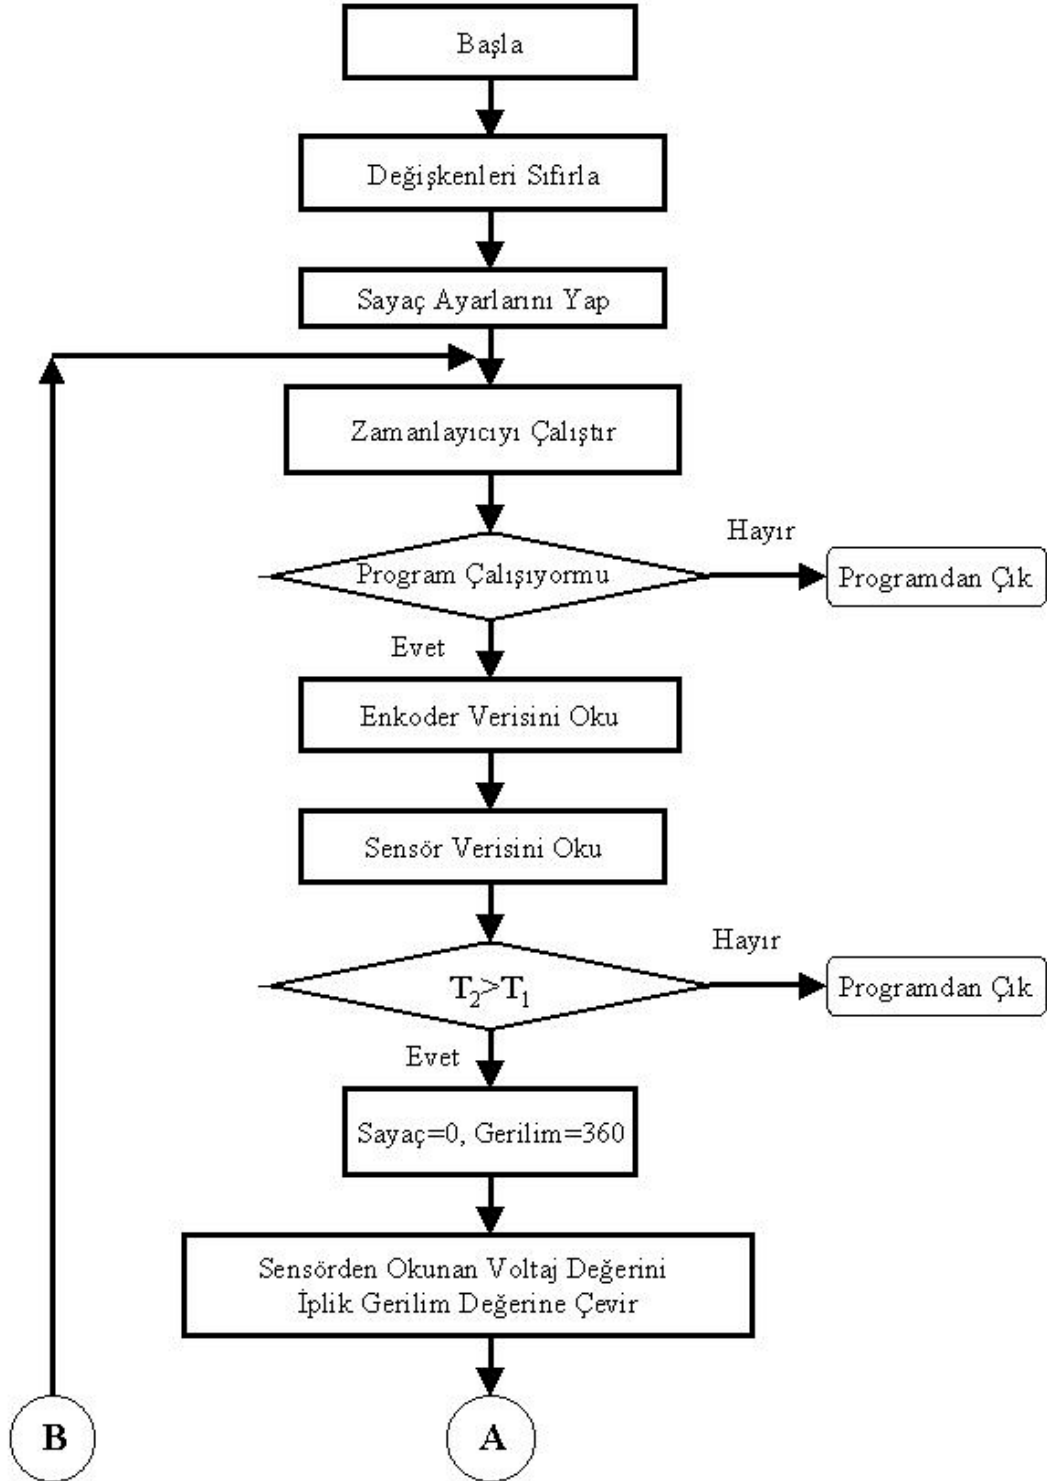 Başla
Değişkenleri Sıfırla
Sayaç Ayarlarını Yap
Zamanlayıcıyı Çalıştır
Program Çalışıyormu
Hayır
Programdan Çık
Evet
Enkoder Verisini Oku
Sensör Verisini Oku
T₂>T₁
Hayır
Programdan Çık
Evet
Sayaç=0, Gerilim=360
Sensörden Okunan Voltaj Değerini
İplik Gerilim Değerine Çevir
B
A